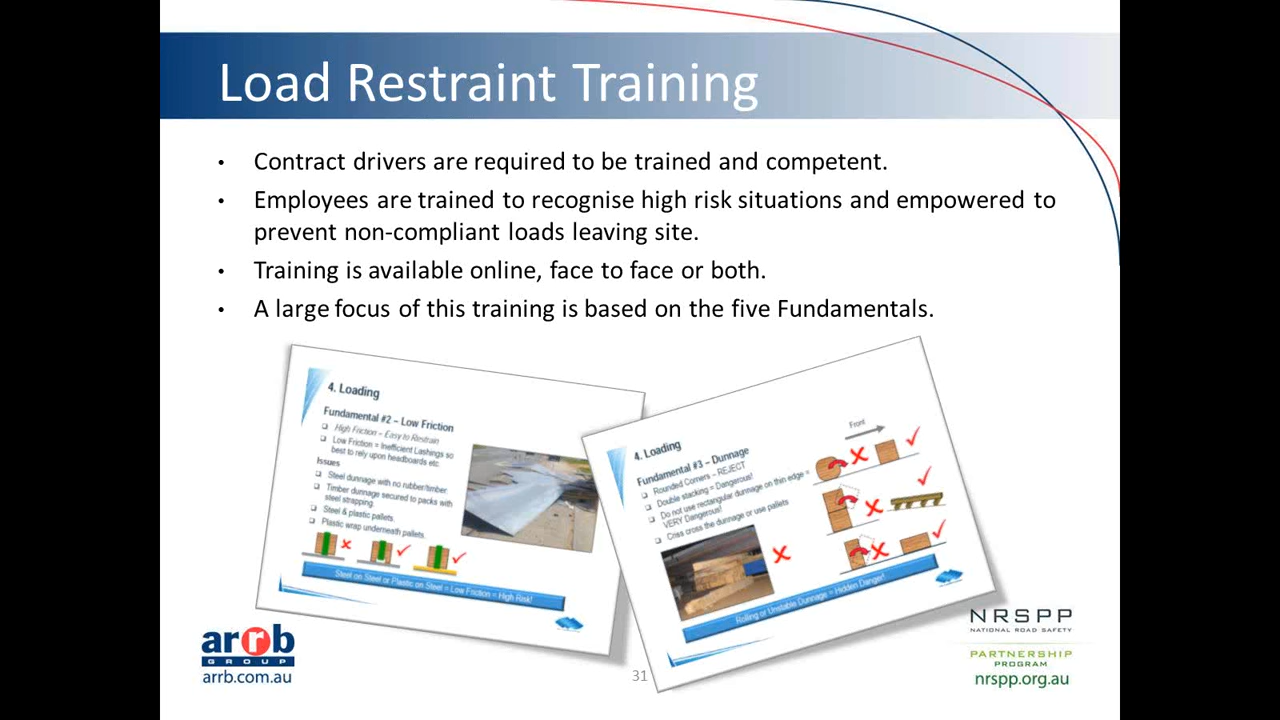 Load Restraint Training
• Contract drivers are required to be trained and competent.
• Employees are trained to recognise high risk situations and empowered to
prevent non-compliant loads leaving site.
• Training is available online, face to face or both.
• A large focus of this training is based on the five Fundamentals.
4. Loading
Fundamental #2 – Low Friction
❑ High Friction – Easy to Restrain
❑ Low Friction = Inefficient Lashings so
best to rely upon headboards etc.
Issues
❑ Steel dunnage with no rubber/timber
❑ Timber dunnage secured to packs with
steel strapping.
❑ Steel & plastic pallets.
❑ Plastic wrap underneath pallets.
Steel on Steel or Plastic on Steel = Low Friction = High Risk!
4. Loading
Fundamental #3 – Dunnage
❑ Rounded Corners – REJECT
❑ Double stacking = Dangerous!
❑ Do not use rectangular dunnage on thin edge =
VERY Dangerous!
❑ Criss cross the dunnage or use pallets
Front
Rolling or Unstable Dunnage = Hidden Danger!
arrb
GROUP
arrb.com.au
31
NRSPP
NATIONAL ROAD SAFETY
PARTNERSHIP
PROGRAM
nrspp.org.au